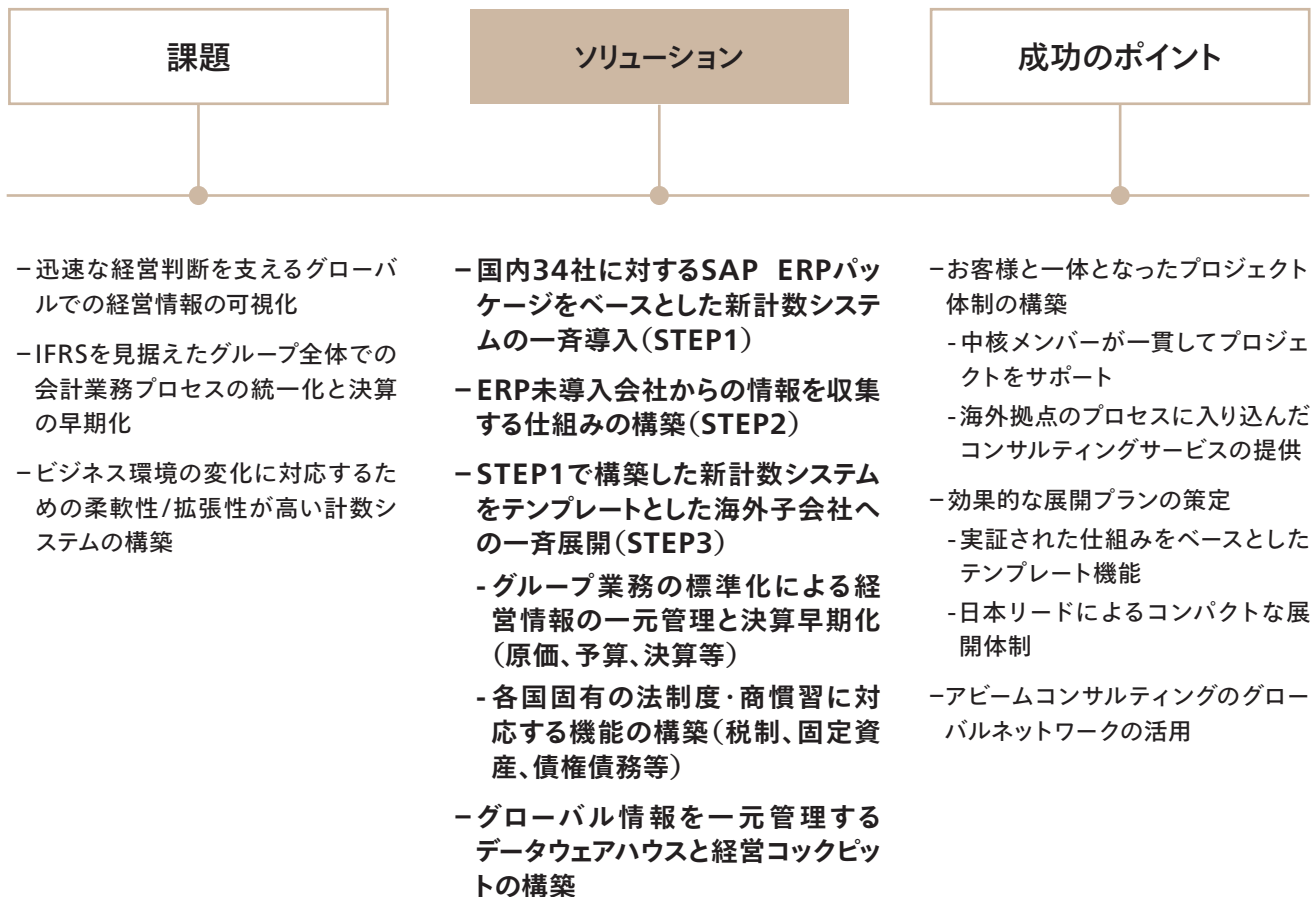 課題
ソリューション
成功のポイント
–迅速な経営判断を支えるグローバ
ルでの経営情報の可視化
–IFRSを見据えたグループ全体での
会計業務プロセスの統一化と決算
の早期化
–ビジネス環境の変化に対応するた
めの柔軟性/拡張性が高い計数シ
ステムの構築
–国内34社に対するSAP ERPパッ
ケージをベースとした新計数システ
ムの一斉導入（STEP1）
–ERP未導入会社からの情報を収集
する仕組みの構築（STEP2）
–STEP1で構築した新計数システム
をテンプレートとした海外子会社へ
の一斉展開（STEP3）
-グループ業務の標準化による経
営情報の一元管理と決算早期化
（原価、予算、決算等）
-各国固有の法制度・商慣習に対
応する機能の構築（税制、固定資
産、債権債務等）
–グローバル情報を一元管理する
データウェアハウスと経営コックピッ
トの構築
–お客様と一体となったプロジェクト
体制の構築
-中核メンバーが一貫してプロジェ
クトをサポート
-海外拠点のプロセスに入り込んだ
コンサルティングサービスの提供
–効果的な展開プランの策定
-実証された仕組みをベースとした
テンプレート機能
-日本リードによるコンパクトな展
開体制
–アビームコンサルティングのグロー
バルネットワークの活用